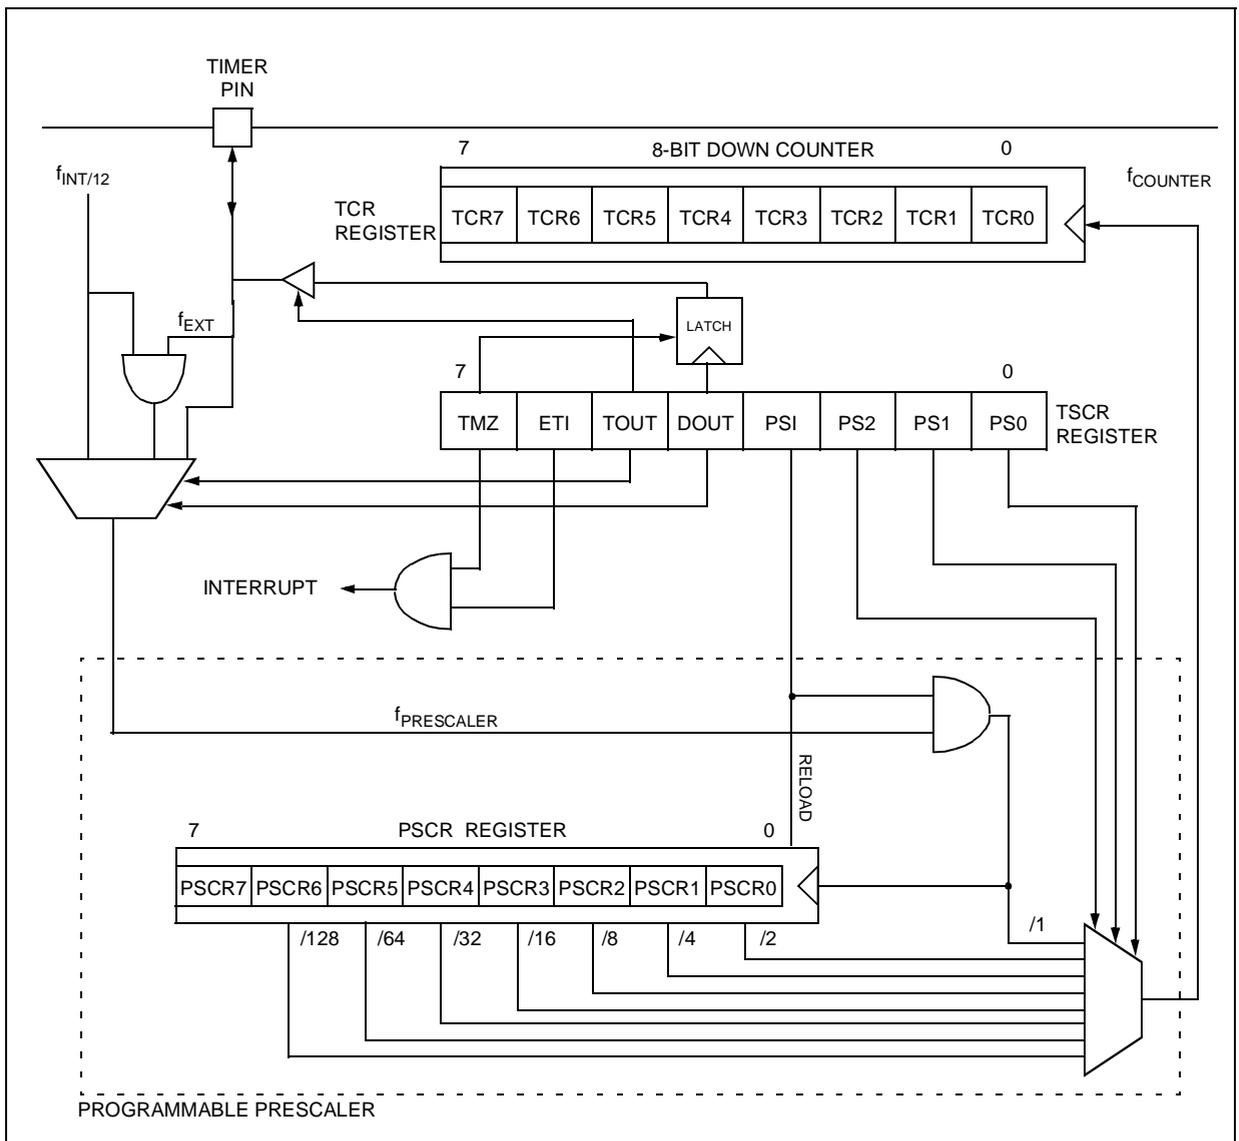 TIMER
PIN
7 8-BIT DOWN COUNTER 0
fINT/12
fCOUNTER
TCR
REGISTER
TCR7 TCR6 TCR5 TCR4 TCR3 TCR2 TCR1 TCR0
fEXT
LATCH
7 0
TMZ ETI TOUT DOUT PSI PS2 PS1 PS0
TSCR
REGISTER
INTERRUPT
fPRESCALER
RELOAD
7 PSCR REGISTER 0
PSCR7 PSCR6 PSCR5 PSCR4 PSCR3 PSCR2 PSCR1 PSCR0
/128 /64 /32 /16 /8 /4 /2 /1
PROGRAMMABLE PRESCALER